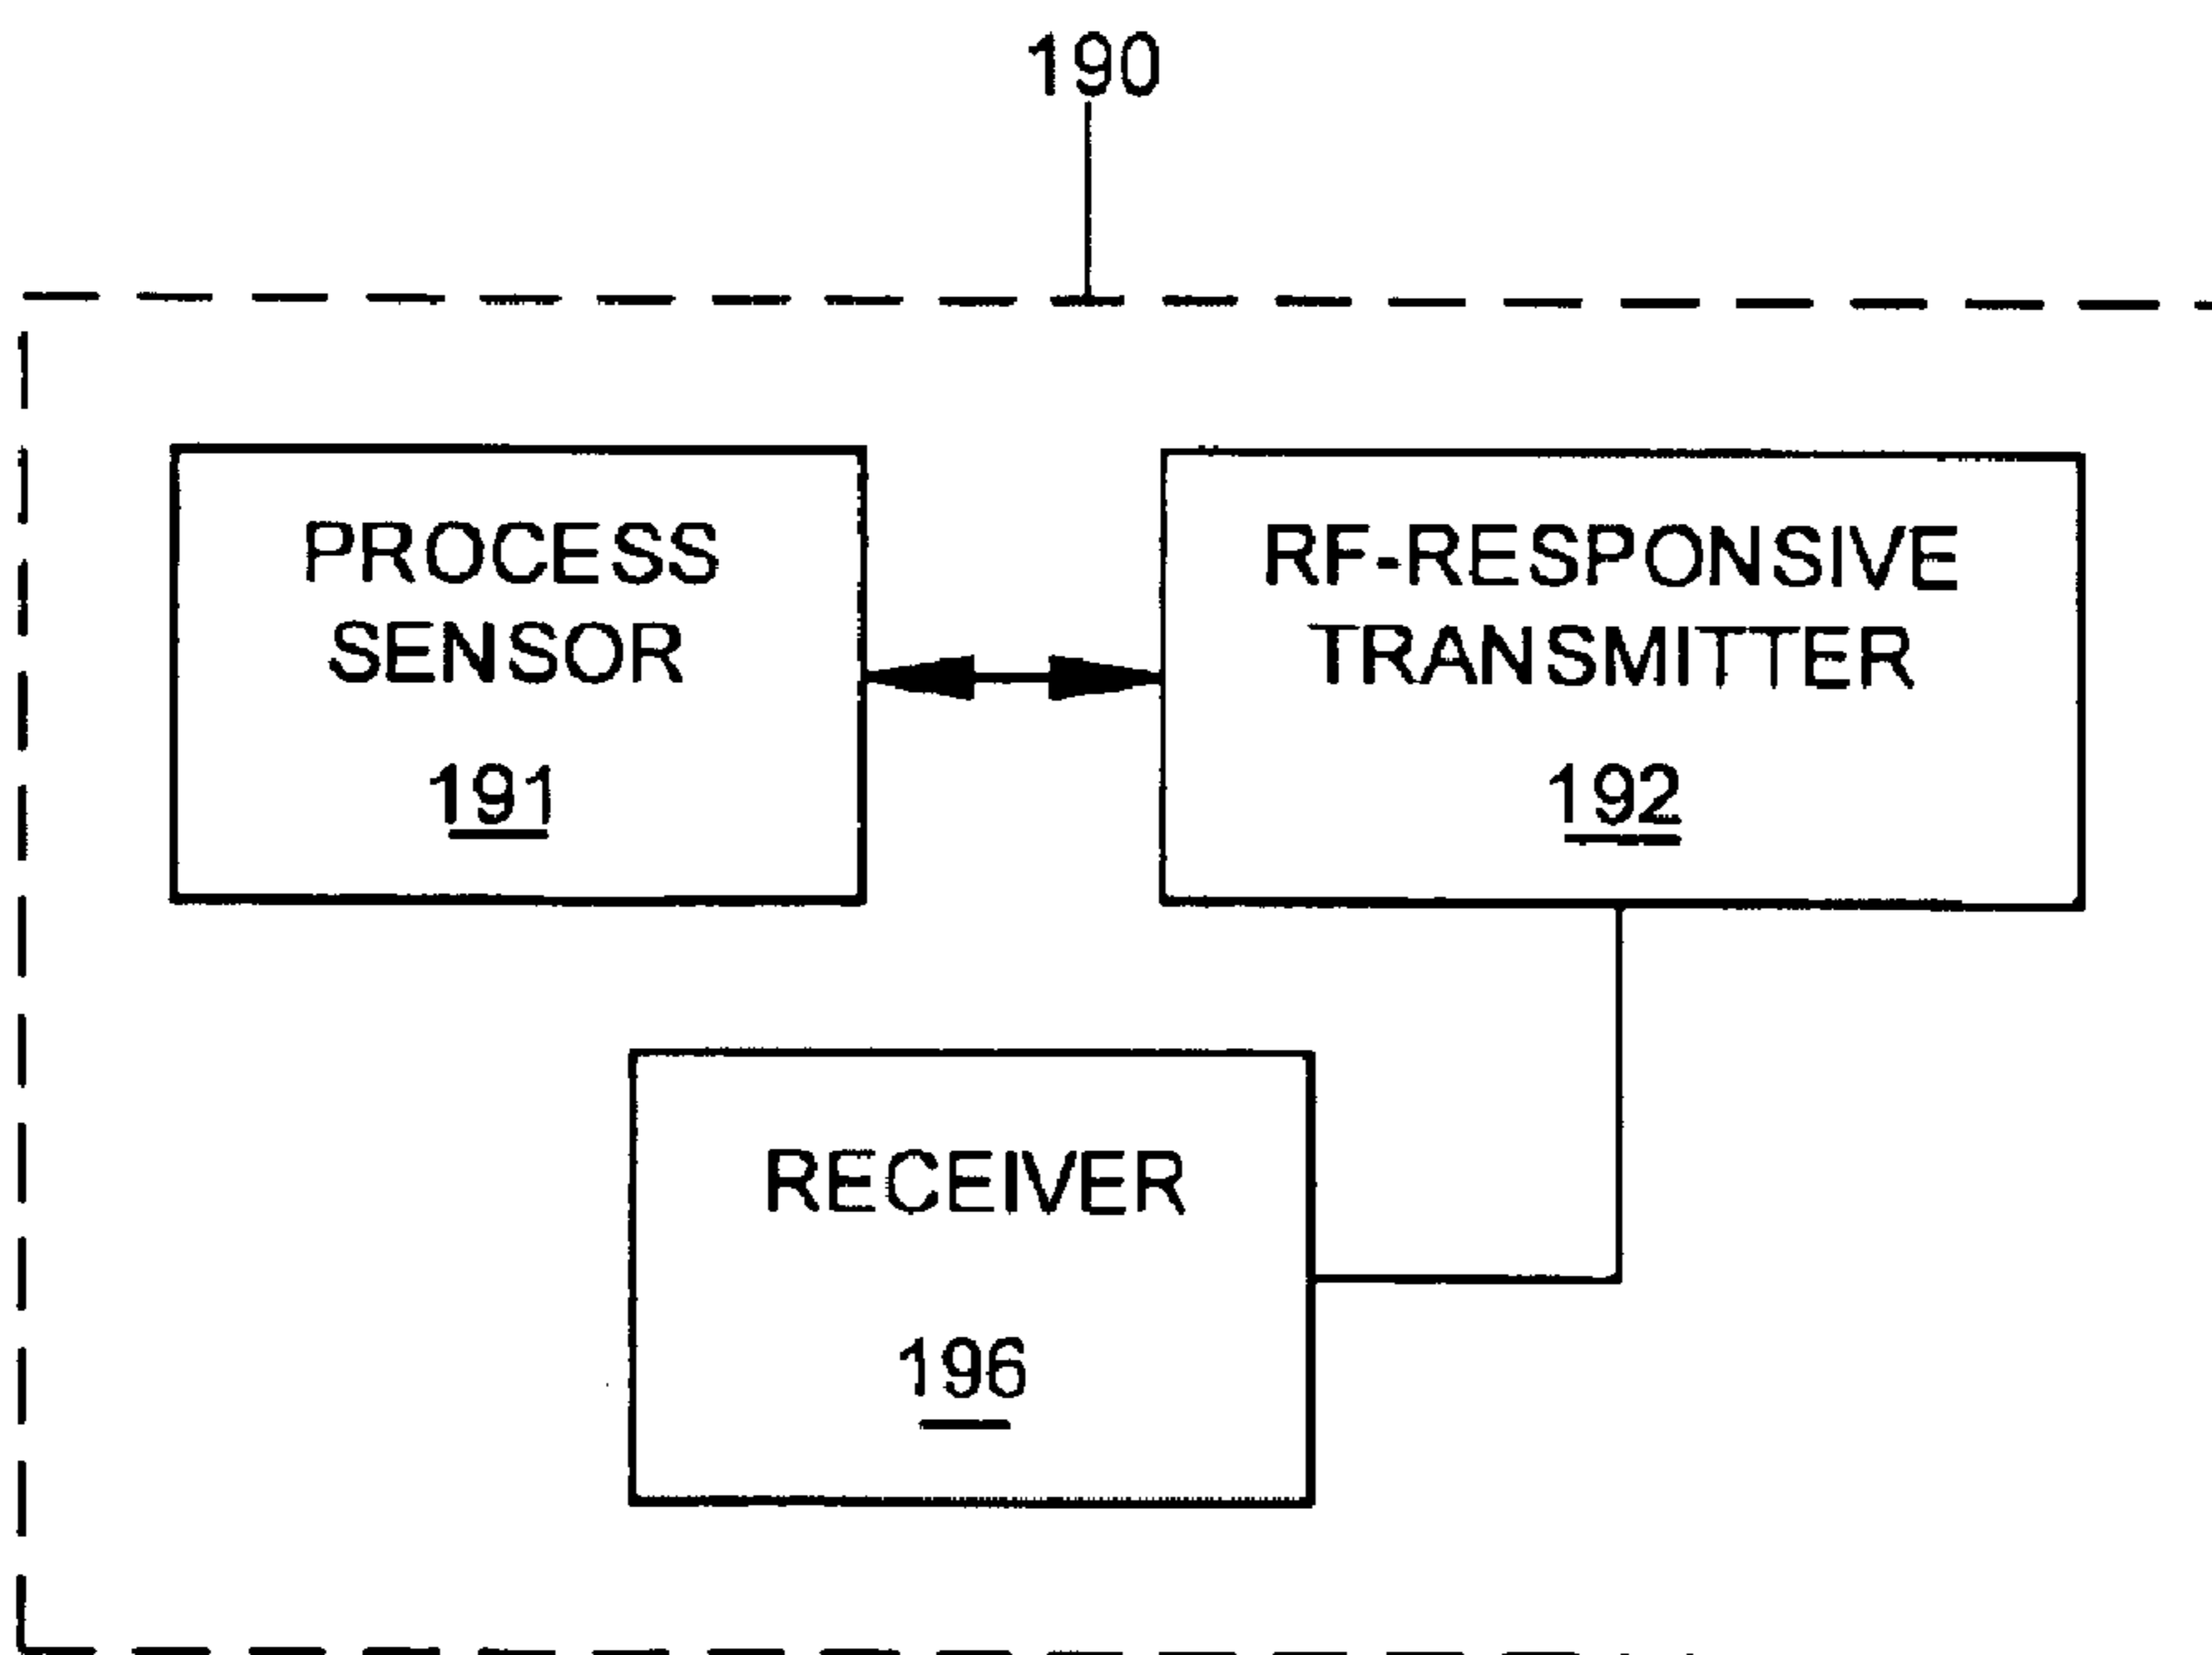 190
PROCESS
SENSOR
191
RF-RESPONSIVE
TRANSMITTER
192
RECEIVER
196